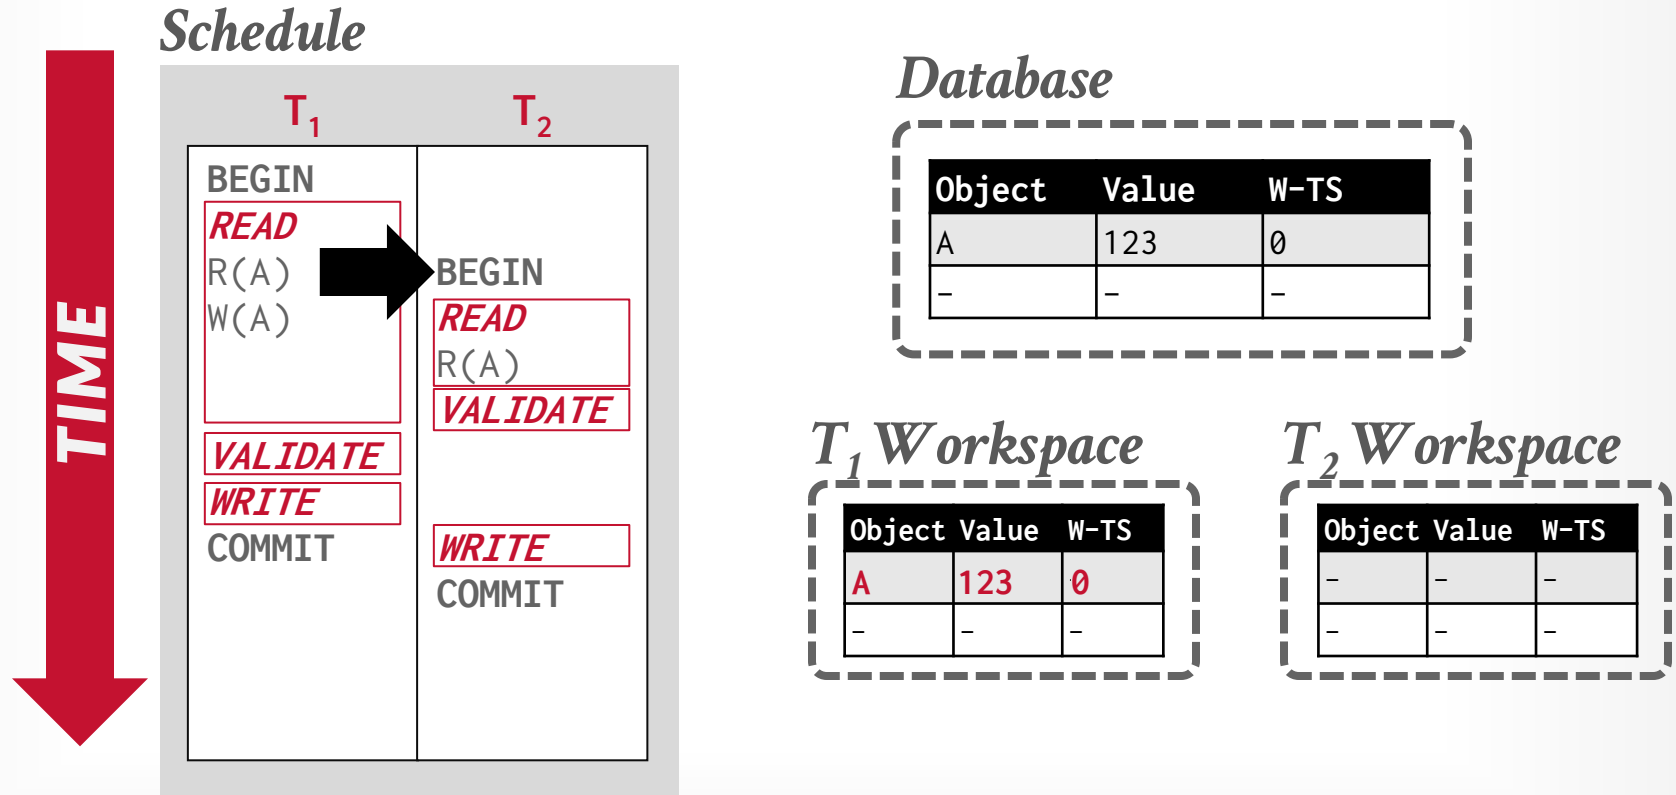 Schedule
TIME
T1 T2
BEGIN
READ
R(A) BEGIN
W(A) READ
R(A)
VALIDATE
VALIDATE
WRITE
COMMIT WRITE
COMMIT
Database
Object Value W-TS
A 123 0
- - -
T1 Workspace
Object Value W-TS
A 123 0
- - -
T2 Workspace
Object Value W-TS
- - -
- - -